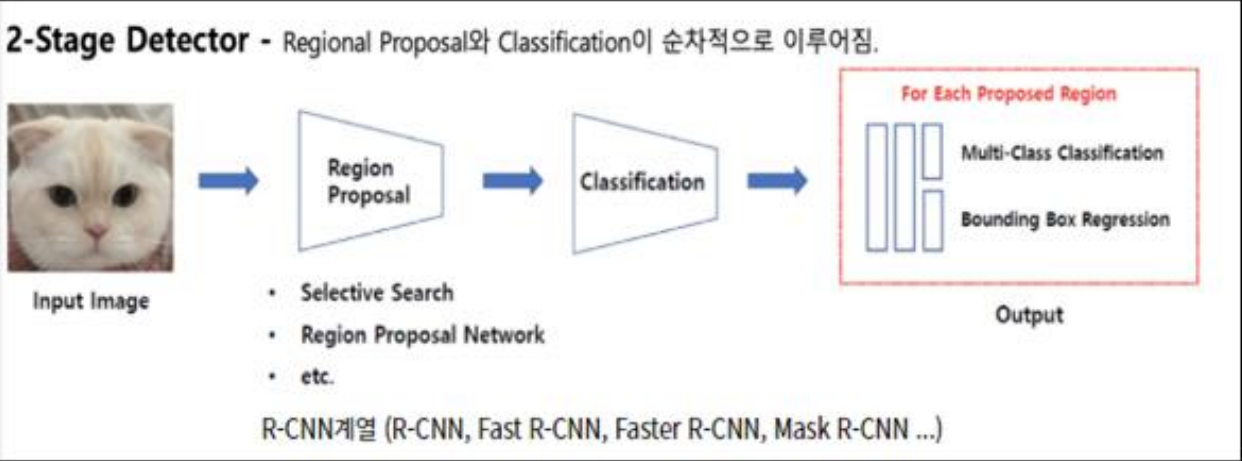 2-Stage Detector - Regional Proposal와 Classification이 순차적으로 이루어짐.
For Each Proposed Region
Region
Proposal
Classification
Multi-Class Classification
Bounding Box Regression
Input Image
Output
• Selective Search
• Region Proposal Network
• etc.
R-CNN계열 (R-CNN, Fast R-CNN, Faster R-CNN, Mask R-CNN ...)